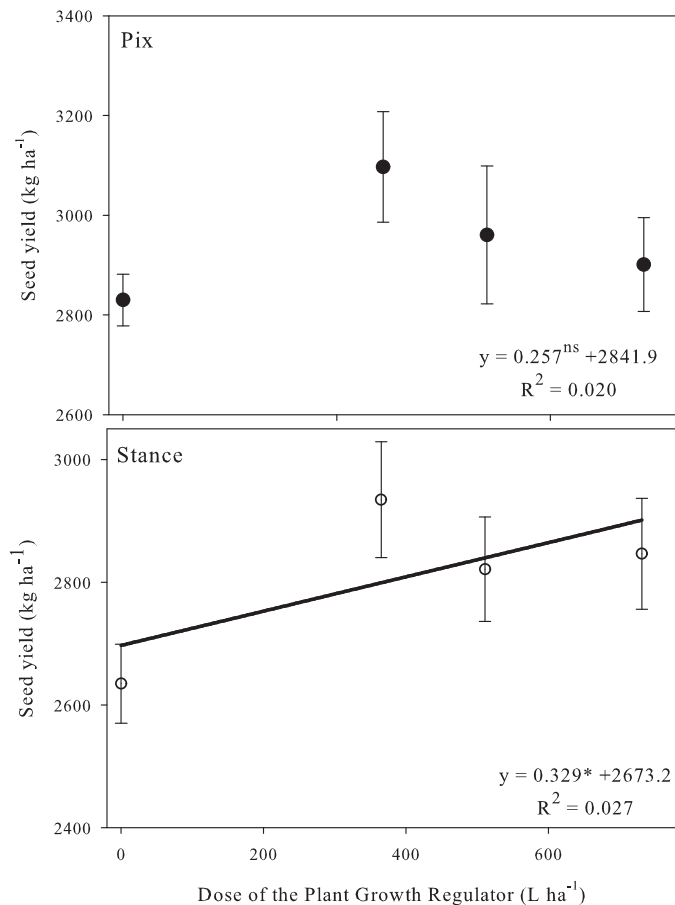 Pix
3400
3200
3000
2800
2600
Seed yield (kg ha⁻¹)
y = 0.257ⁿˢ +2841.9
R² = 0.020
Stance
3000
2800
2600
2400
Seed yield (kg ha⁻¹)
y = 0.329* +2673.2
R² = 0.027
0 200 400 600
Dose of the Plant Growth Regulator (L ha⁻¹)